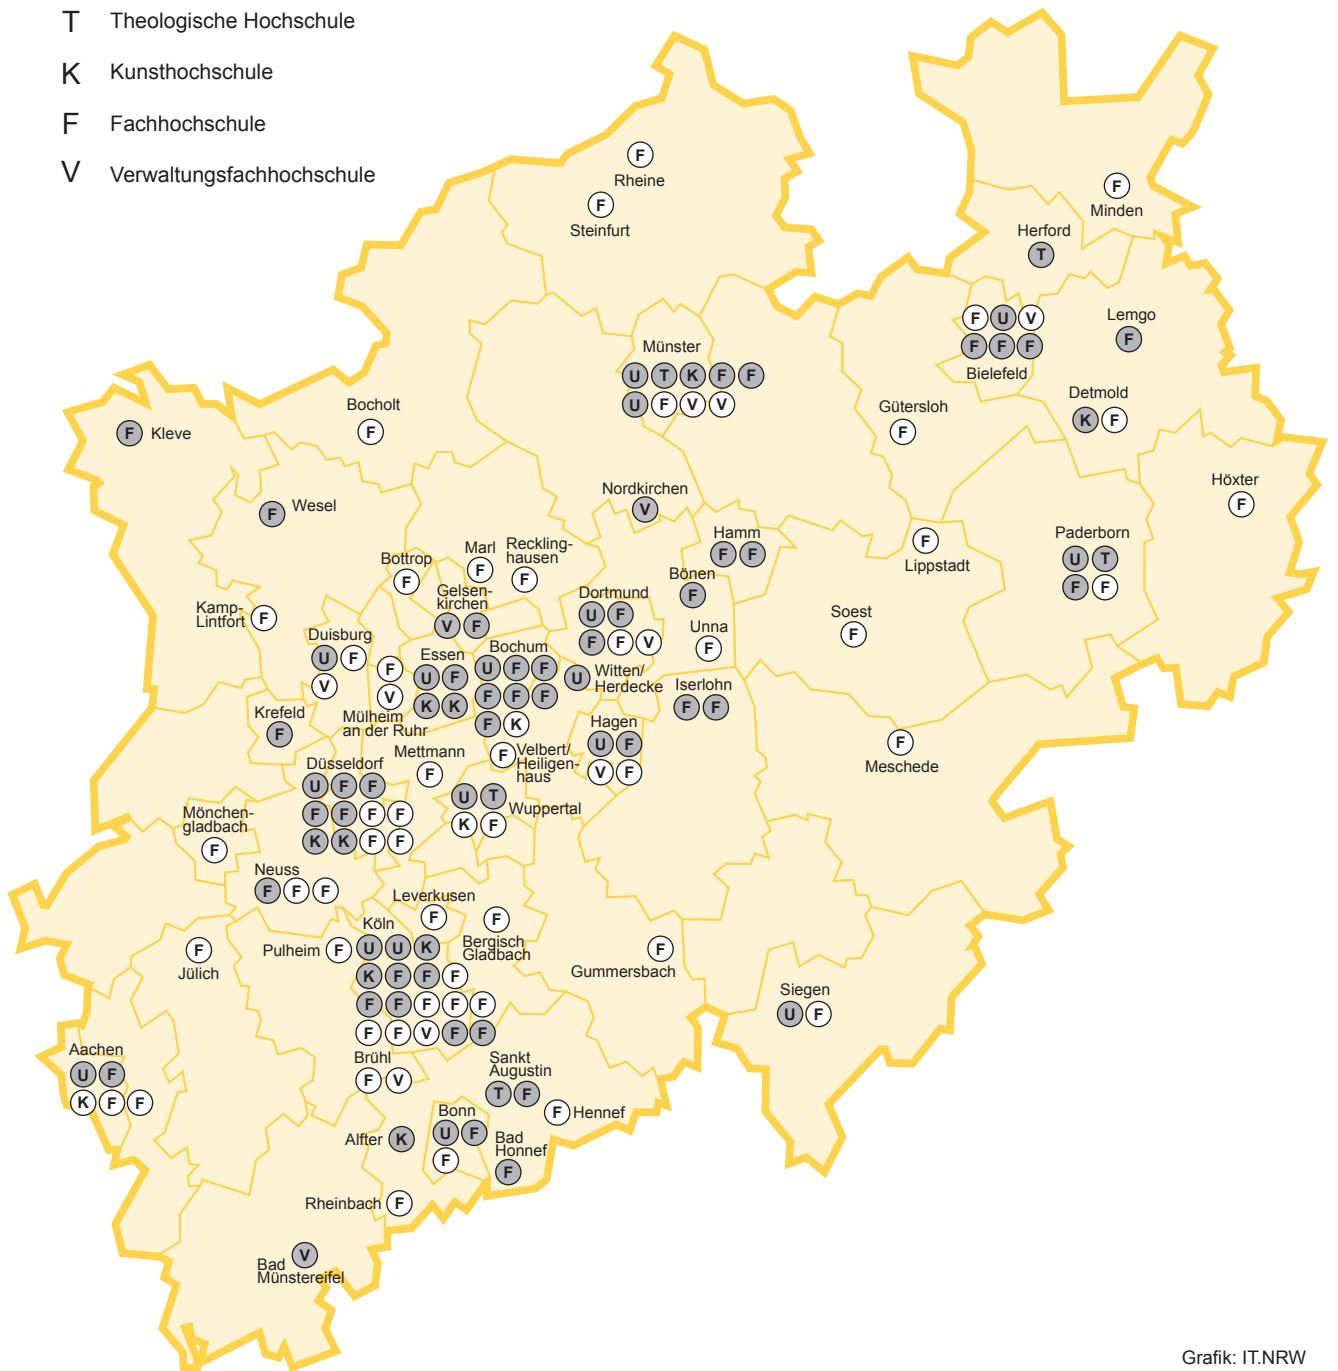 T Theologische Hochschule
K Kunsthochschule
F Fachhochschule
V Verwaltungsfachhochschule
F
Rheine
F
Steinfurt
F
Minden
Herford
T
F U V
F F F
Bielefeld
Lemgo
F
Münster
U T K F F
U F V V
Detmold
K F
Gütersloh
F
Bocholt
F
F Kleve
Höxter
F
F Wesel
Nordkirchen
V
Hamm
F F
F
Lippstadt
Paderborn
U T
F F
Bottrop
F
Marl
F
Reckling-
hausen
F
Gelsen-
kirchen
V F
Dortmund
U F
F F V
Bönen
F
Unna
F
Soest
F
Kamp-
Lintfort
F
Duisburg
U F
V
F
V
Mülheim
an der Ruhr
Essen
U F
K K
Bochum
U F F
F F F
F K
U Witten/
Herdecke
Iserlohn
F F
Krefeld
F
Hagen
U F
V F
F
Meschede
F Velbert/
Heiligen-
haus
Mettmann
F
Düsseldorf
U F F
F F F F
K K F F
U T
K F
Wuppertal
Mönchen-
gladbach
F
Neuss
F F F
Leverkusen
F
F
Bergisch
Gladbach
F
Jülich
Pulheim F
Köln
U U K
K F F F
F F F F F
F F V F F
F
Gummersbach
Siegen
U F
Aachen
U F
K F F
Brühl
F V
Sankt
Augustin
T F
F Hennef
Alfter K
Bonn
U F
F
Bad
Honnef
F
Rheinbach F
V
Bad
Münstereifel
Grafik: IT.NRW